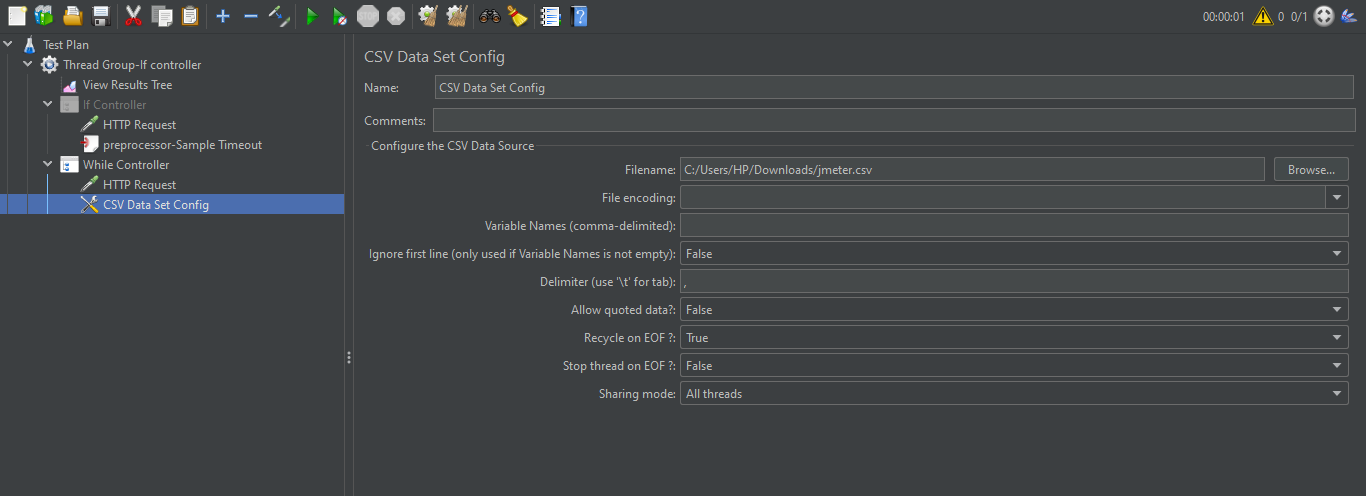 STOP
00:00:01 0 0/1
Test Plan
Thread Group-If controller
View Results Tree
If Controller
HTTP Request
preprocessor-Sample Timeout
While Controller
HTTP Request
CSV Data Set Config
CSV Data Set Config
Name: CSV Data Set Config
Comments:
Configure the CSV Data Source
Filename: C:/Users/HP/Downloads/jmeter.csv Browse...
File encoding:
Variable Names (comma-delimited):
Ignore first line (only used if Variable Names is not empty): False
Delimiter (use '\t' for tab): ,
Allow quoted data?: False
Recycle on EOF ?: True
Stop thread on EOF ?: False
Sharing mode: All threads